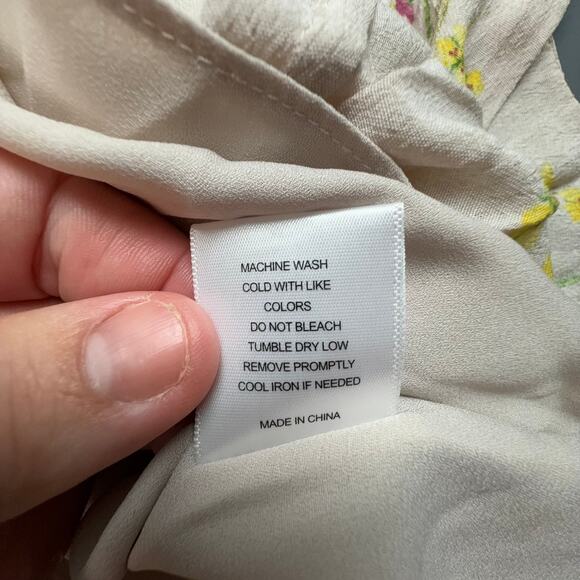 MACHINE WASH
COLD WITH LIKE
COLORS
DO NOT BLEACH
TUMBLE DRY LOW
REMOVE PROMPTLY
COOL IRON IF NEEDED
MADE IN CHINA